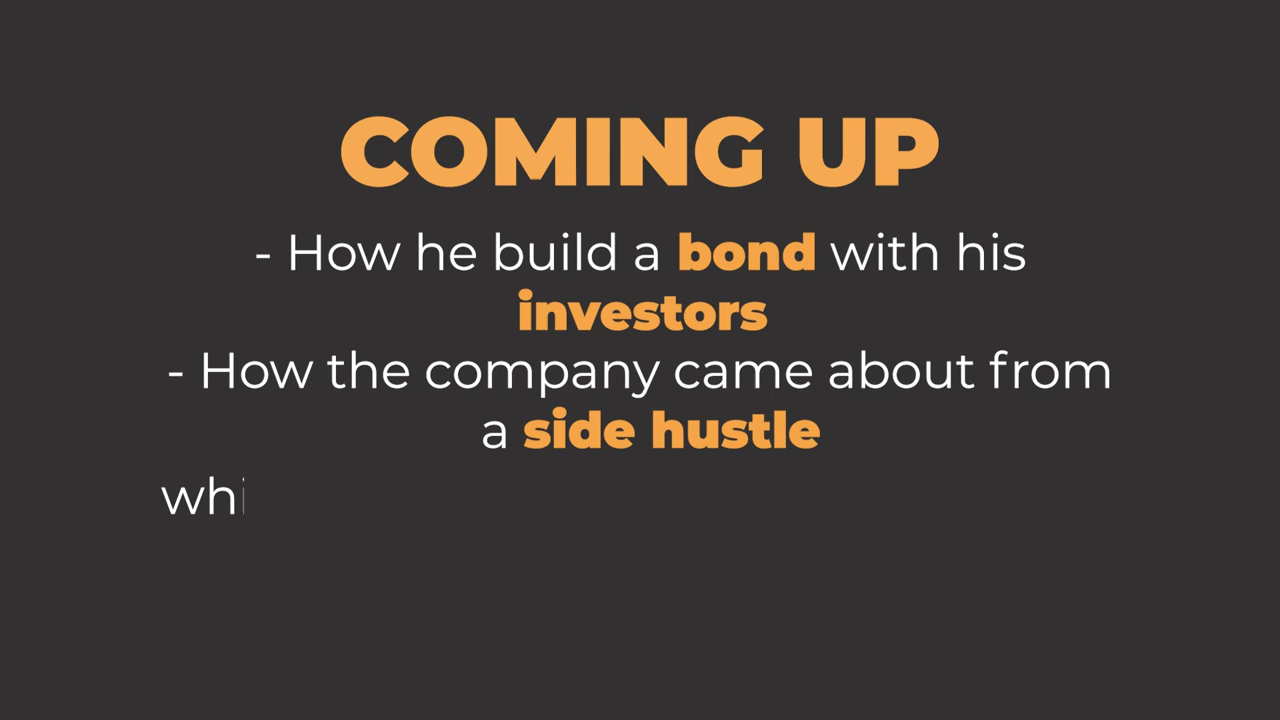 COMING UP
- How he build a bond with his
investors
- How the company came about from
a side hustle
whi